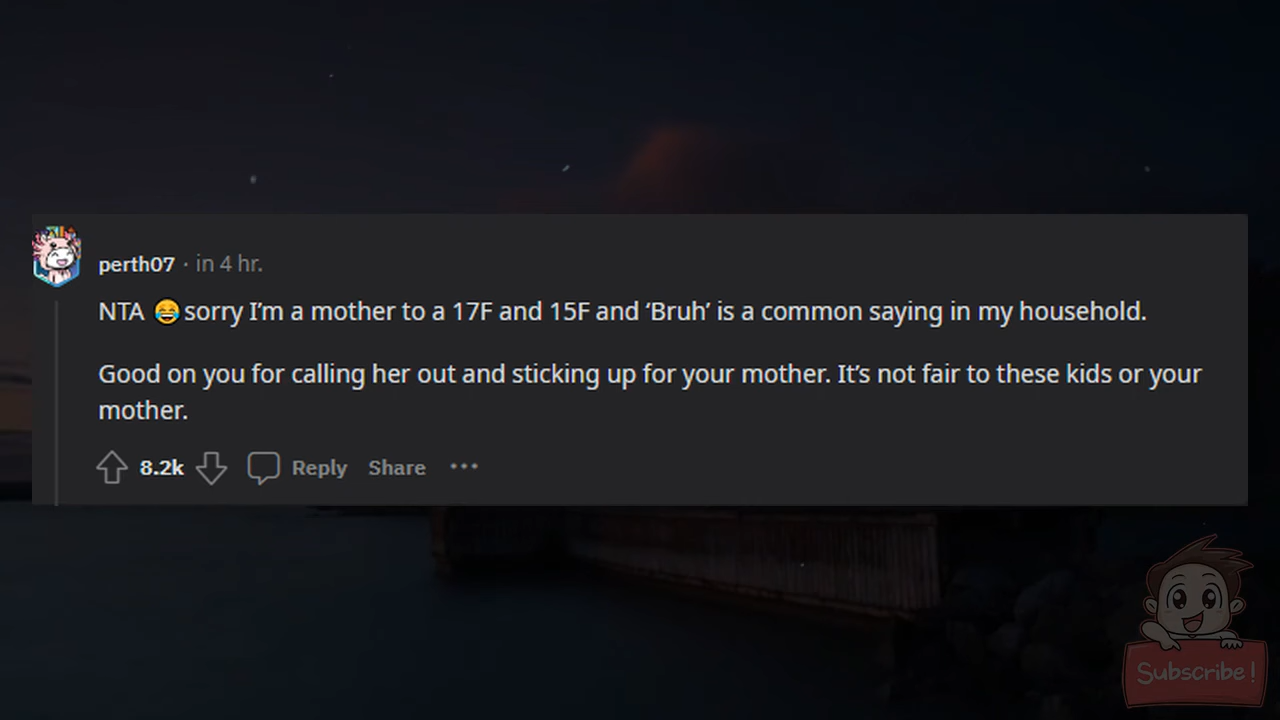 perth07 · in 4 hr.
NTA 😂 sorry I’m a mother to a 17F and 15F and ‘Bruh’ is a common saying in my household.
Good on you for calling her out and sticking up for your mother. It’s not fair to these kids or your
mother.
8.2k Reply Share ···
Subscribe!